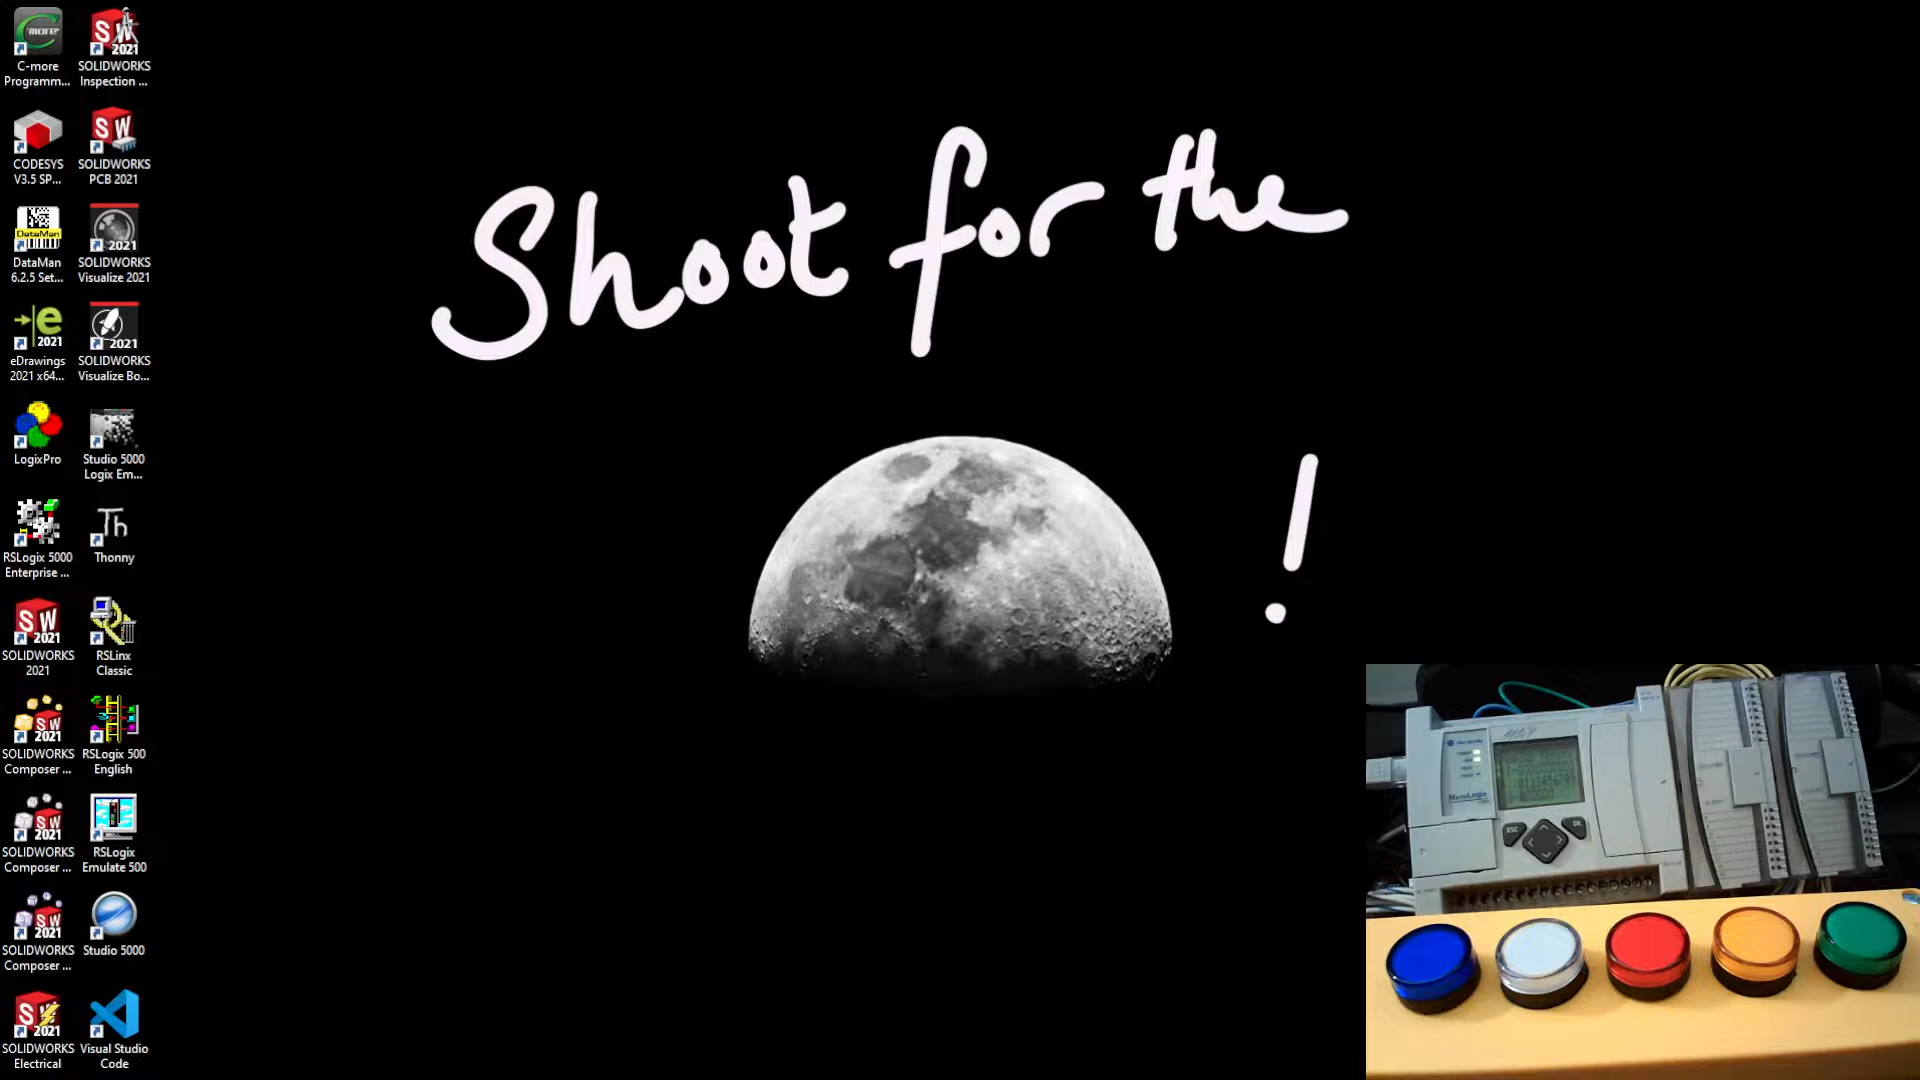 C-more
Programm...
SOLIDWORKS
Inspection ...
CODESYS
V3.5 SP...
SOLIDWORKS
PCB 2021
DataMan
6.2.5 Set...
SOLIDWORKS
Visualize 2021
eDrawings
2021 x64...
SOLIDWORKS
Visualize Bo...
LogixPro
Studio 5000
Logix Em...
RSLogix 5000
Enterprise ...
Thonny
SOLIDWORKS
2021
RSLinx
Classic
SOLIDWORKS
Composer ...
RSLogix 500
English
SOLIDWORKS
Composer ...
RSLogix
Emulate 500
SOLIDWORKS
Composer ...
Studio 5000
SOLIDWORKS
Electrical
Visual Studio
Code
Shoot for the
!
MicroLogix
ESC
OK